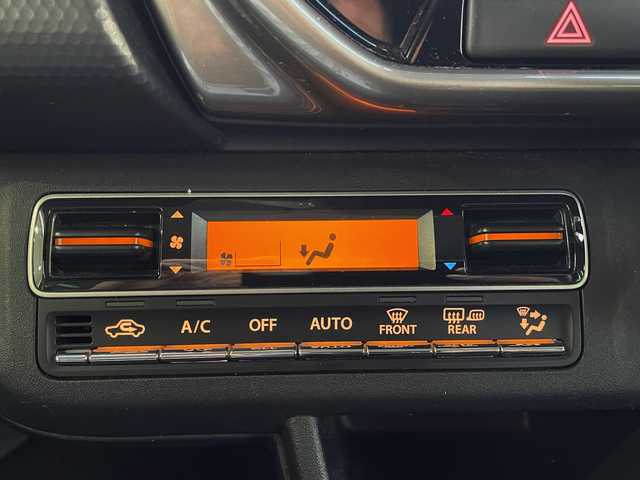 A/C OFF AUTO FRONT REAR